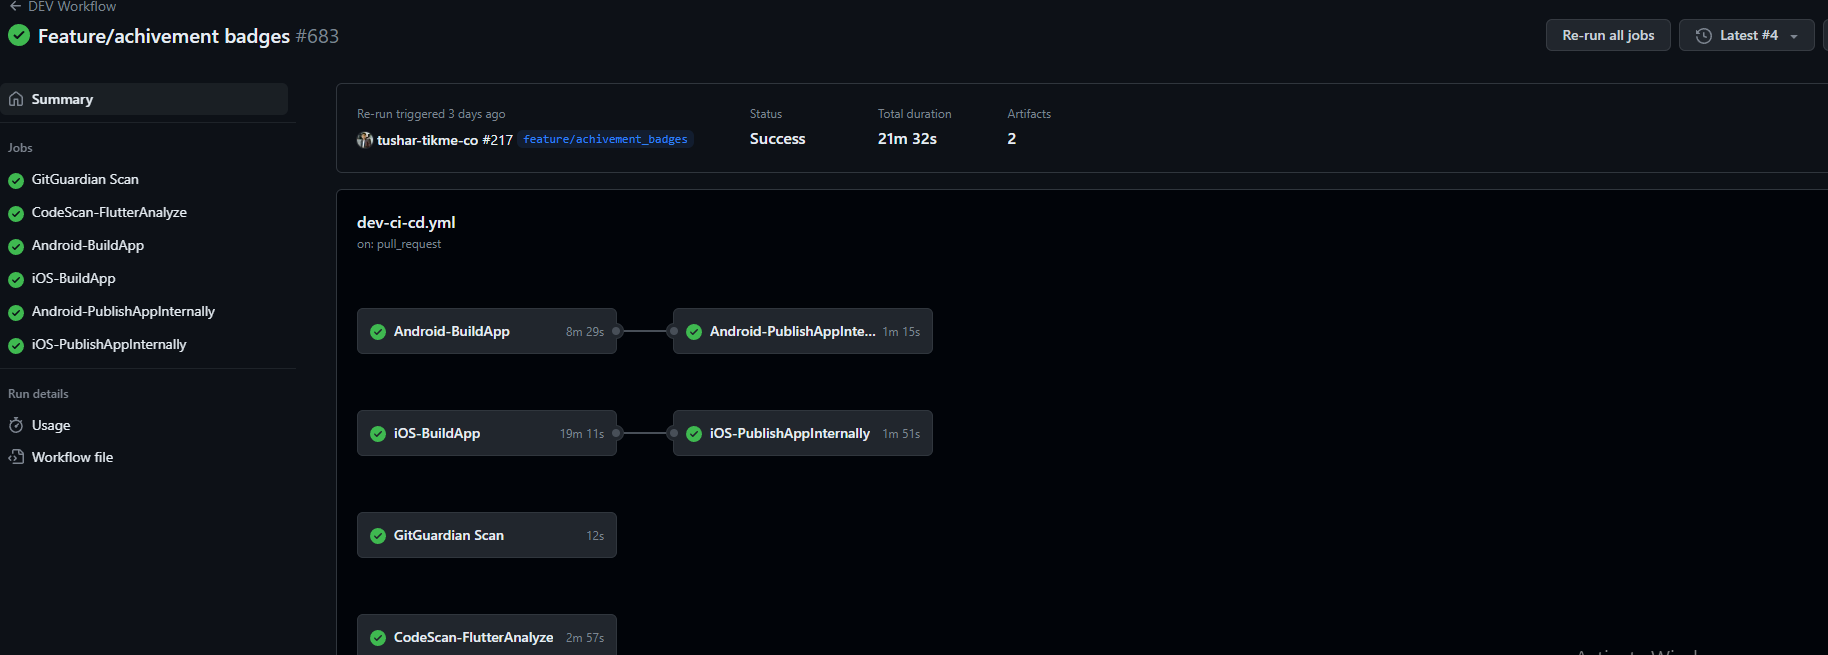 DEV Workflow
Feature/achivement badges #683
Re-run all jobs
Latest #4
Summary
Jobs
GitGuardian Scan
CodeScan-FlutterAnalyze
Android-BuildApp
iOS-BuildApp
Android-PublishAppInternally
iOS-PublishAppInternally
Run details
Usage
Workflow file
Re-run triggered 3 days ago
tushar-tikme-co #217 feature/achivement_badges
Status
Success
Total duration
21m 32s
Artifacts
2
dev-ci-cd.yml
on: pull_request
Android-BuildApp 8m 29s
Android-PublishAppInte... 1m 15s
iOS-BuildApp 19m 11s
iOS-PublishAppInternally 1m 51s
GitGuardian Scan 12s
CodeScan-FlutterAnalyze 2m 57s